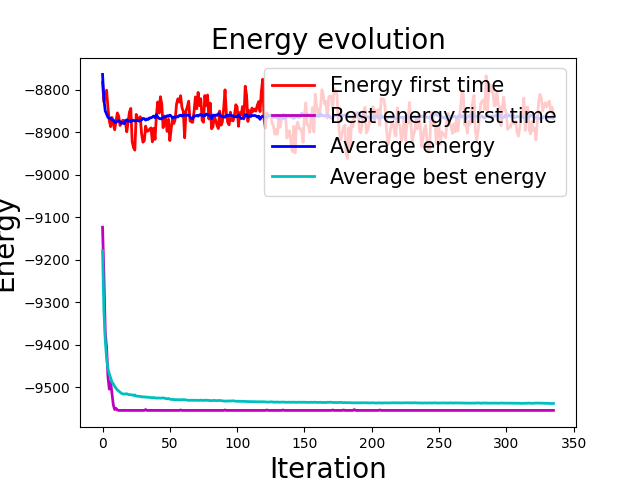 Energy evolution
Energy
−8800
−8900
−9000
−9100
−9200
−9300
−9400
−9500
Energy first time
Best energy first time
Average energy
Average best energy
0 50 100 150 200 250 300 350
Iteration